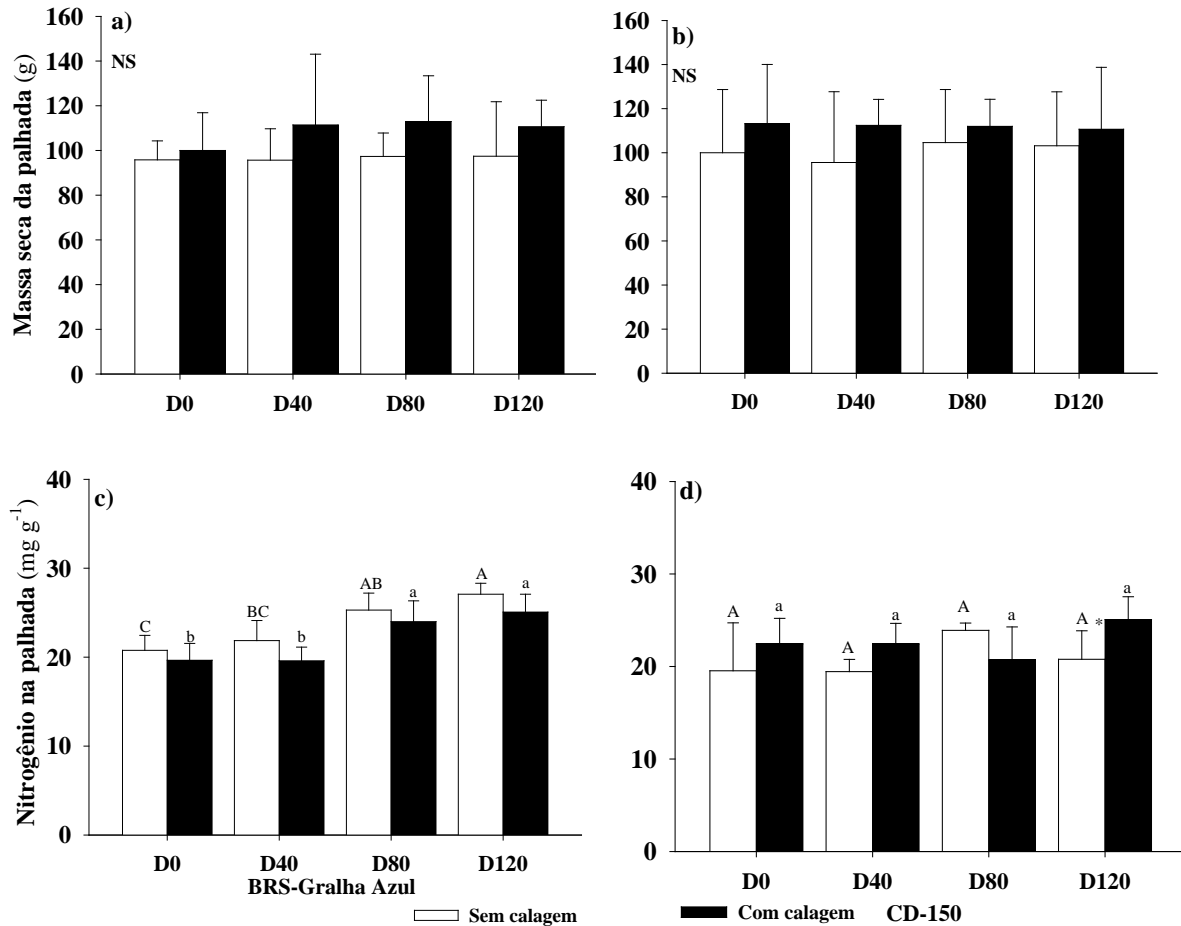 a)
NS
Massa seca da palhada (g)
160
140
120
100
80
60
40
20
0
D0 D40 D80 D120
b)
NS
160
140
120
100
80
60
40
20
0
D0 D40 D80 D120
c)
Nitrogênio na palhada (mg g⁻¹)
40
30
20
10
0
C b BC b AB a A a
D0 D40 D80 D120
BRS-Gralha Azul
d)
40
30
20
10
0
A a A a A a A * a
D0 D40 D80 D120
Sem calagem
Com calagem
CD-150